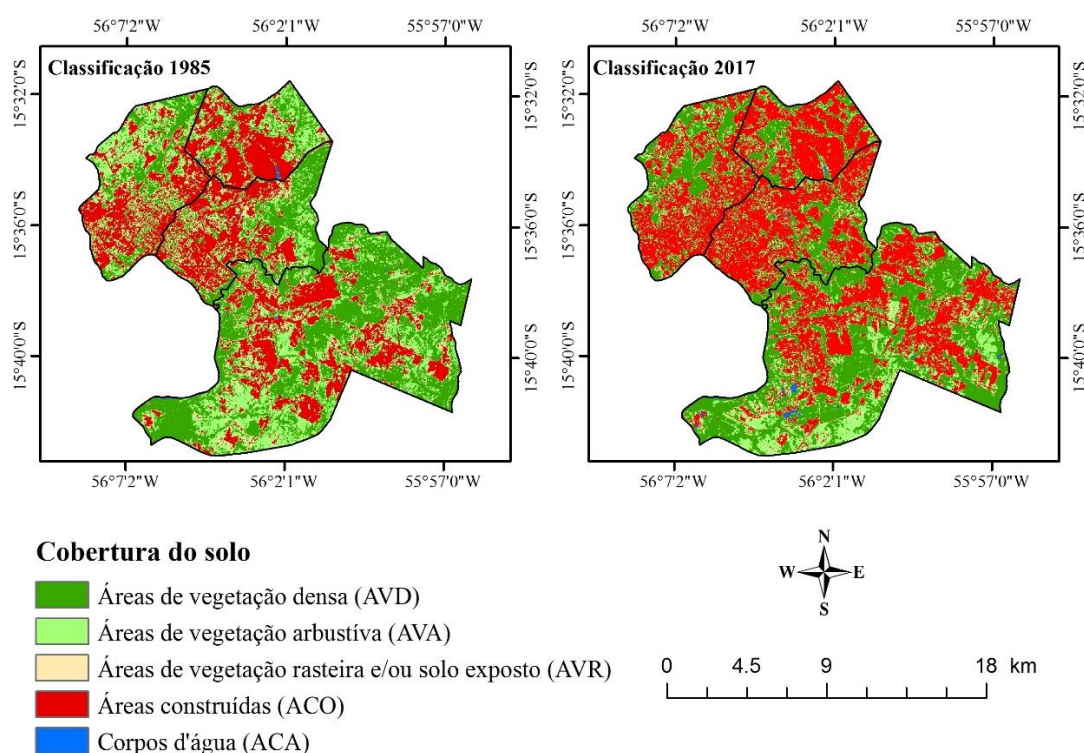 56°7'2"W 56°2'1"W 55°57'0"W
56°7'2"W 56°2'1"W 55°57'0"W
Classificação 1985
Classificação 2017
15°32'0"S
15°36'0"S
15°40'0"S
15°32'0"S
15°36'0"S
15°40'0"S
15°32'0"S
15°36'0"S
15°40'0"S
15°32'0"S
15°36'0"S
15°40'0"S
56°7'2"W 56°2'1"W 55°57'0"W
56°7'2"W 56°2'1"W 55°57'0"W
Cobertura do solo
Áreas de vegetação densa (AVD)
Áreas de vegetação arbustíva (AVA)
Áreas de vegetação rasteira e/ou solo exposto (AVR)
Áreas construídas (ACO)
Corpos d'água (ACA)
N
W E
S
0 4.5 9 18 km